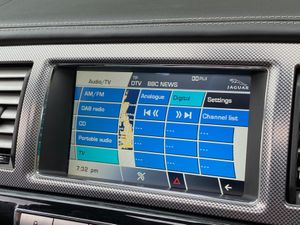 Audio/TV
TP
DTV BBC NEWS
JAGUAR
AM/FM
Analogue Digital Settings
DAB radio
Channel list
CD
... ... ...
Portable audio
... ... ...
TV
... ... ...
7:32 pm